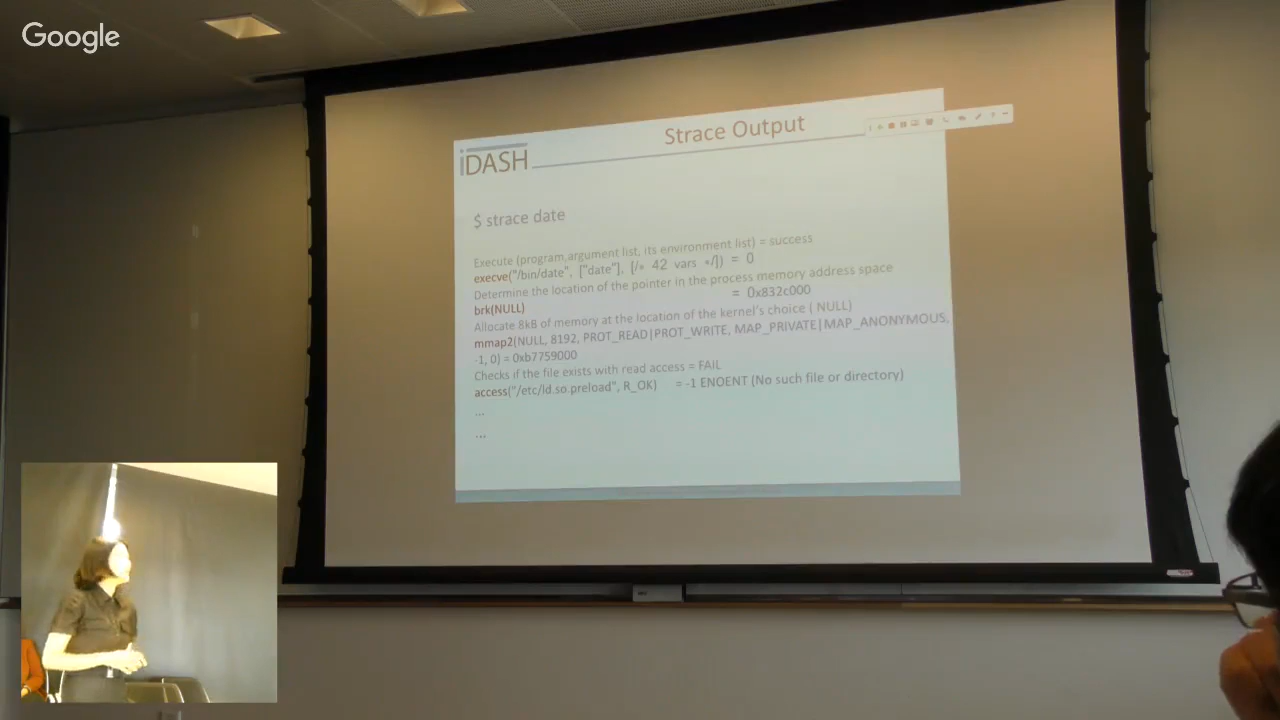 Google
Strace Output
iDASH
$ strace date
Execute (program,argument list, its environment list) = success
execve("/bin/date", ["date"], [/* 42 vars */]) = 0
Determine the location of the pointer in the process memory address space
brk(NULL) = 0x832c000
Allocate 8kB of memory at the location of the kernel's choice ( NULL)
mmap2(NULL, 8192, PROT_READ|PROT_WRITE, MAP_PRIVATE|MAP_ANONYMOUS,
-1, 0) = 0xb7759000
Checks if the file exists with read access = FAIL
access("/etc/ld.so.preload", R_OK) = -1 ENOENT (No such file or directory)
...
...